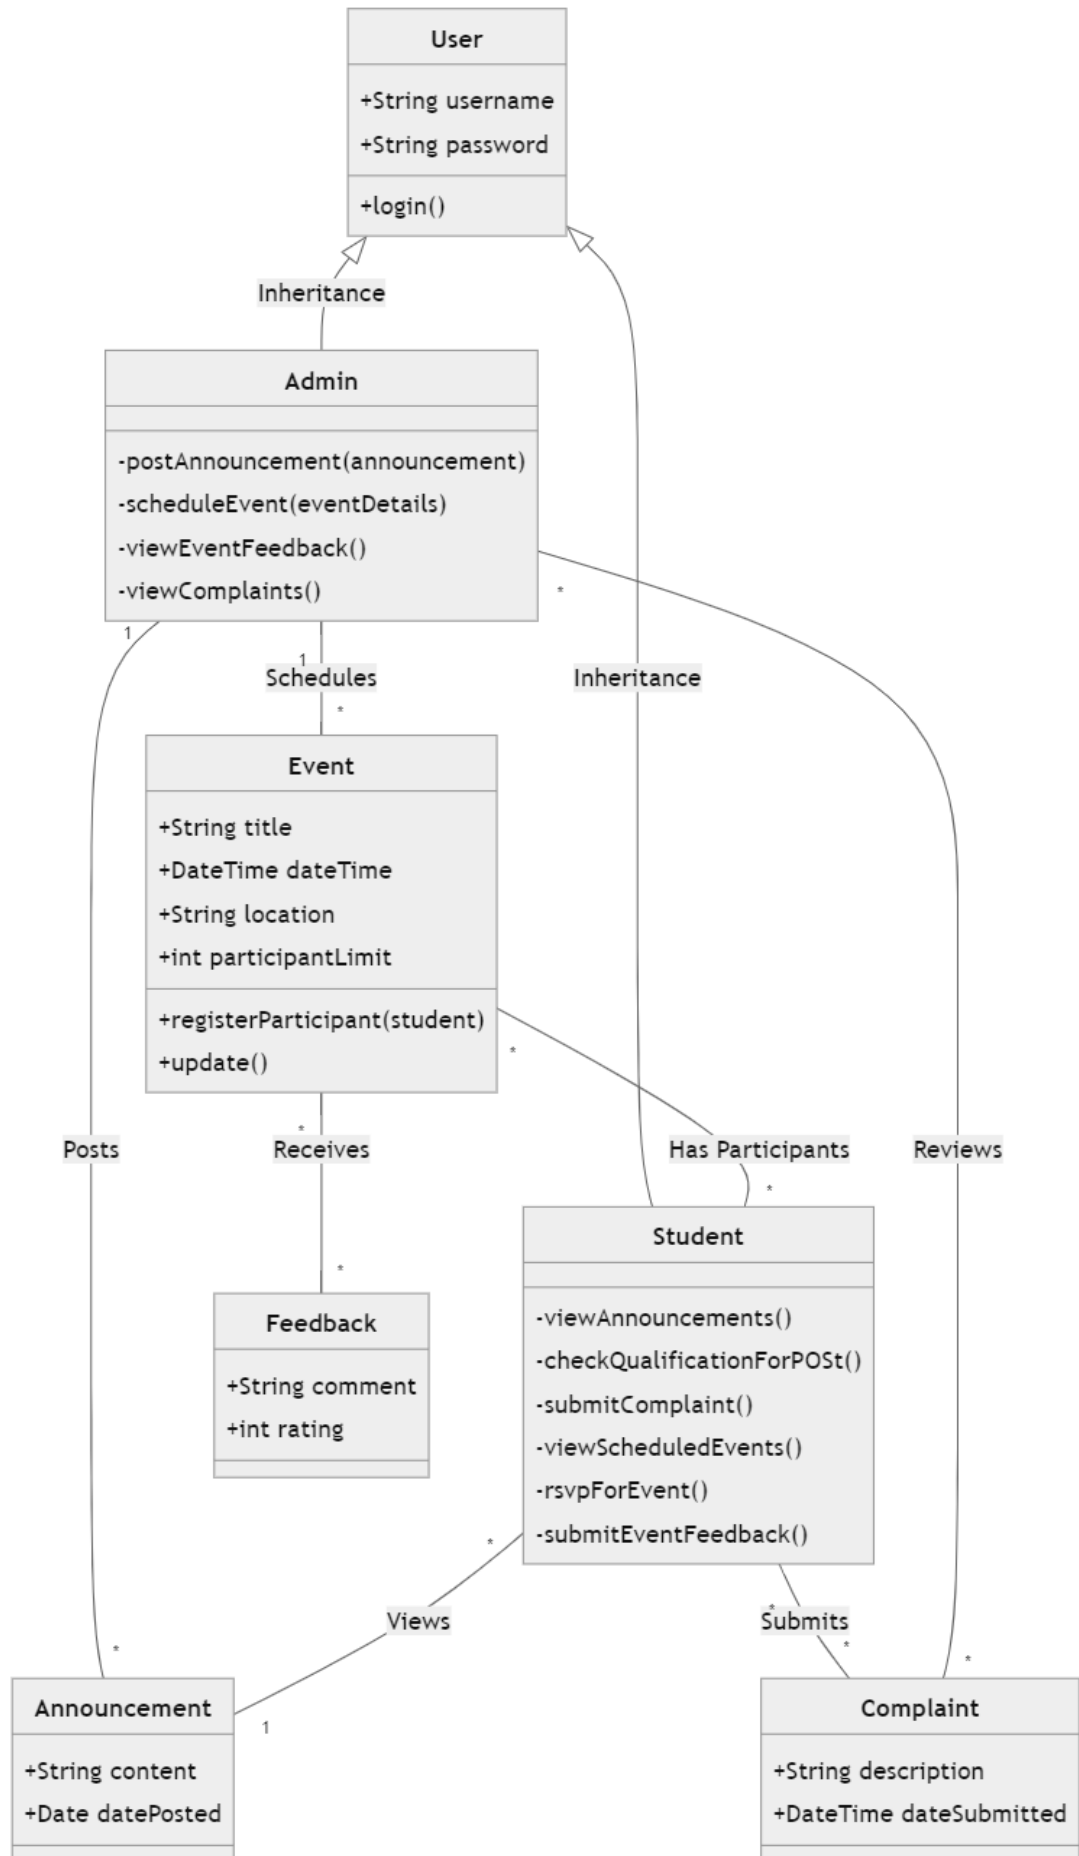 User
+String username
+String password
+login()
Inheritance
Admin
-postAnnouncement(announcement)
-scheduleEvent(eventDetails)
-viewEventFeedback()
-viewComplaints()
*
1
1
Schedules
Inheritance
*
Event
+String title
+DateTime dateTime
+String location
+int participantLimit
+registerParticipant(student)
+update()
*
Posts
*
Receives
Has Participants
Reviews
*
*
Student
-viewAnnouncements()
-checkQualificationForPOSt()
-submitComplaint()
-viewScheduledEvents()
-rsvpForEvent()
-submitEventFeedback()
Feedback
+String comment
+int rating
*
Views
*
Submits
*
*
*
Announcement
+String content
+Date datePosted
1
Complaint
+String description
+DateTime dateSubmitted